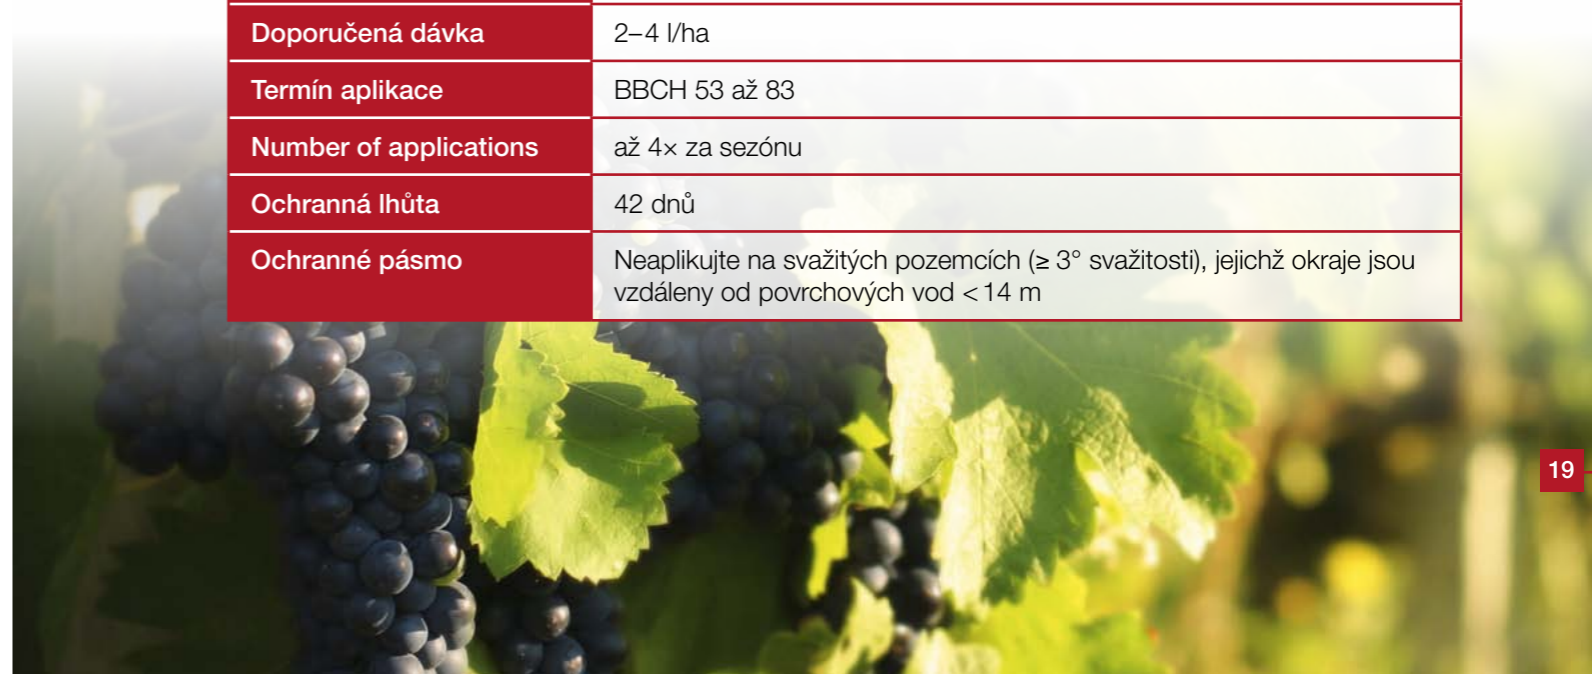 Doporučená dávka 2–4 l/ha
Termín aplikace BBCH 53 až 83
Number of applications až 4× za sezónu
Ochranná lhůta 42 dnů
Ochranné pásmo Neaplikujte na svažitých pozemcích (≥ 3° svažitosti), jejichž okraje jsou
vzdáleny od povrchových vod < 14 m
19